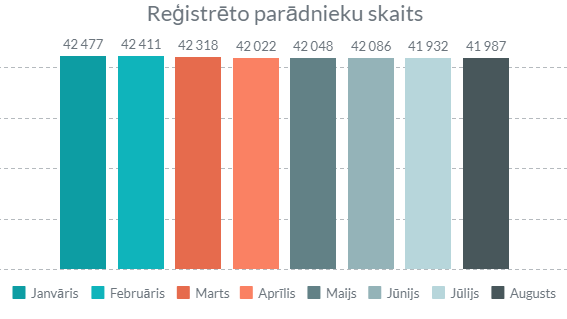 Reģistrēto parādnieku skaits
42 477 42 411 42 318 42 022 42 048 42 086 41 932 41 987
Janvāris Februāris Marts Aprīlis Maijs Jūnijs Jūlijs Augusts